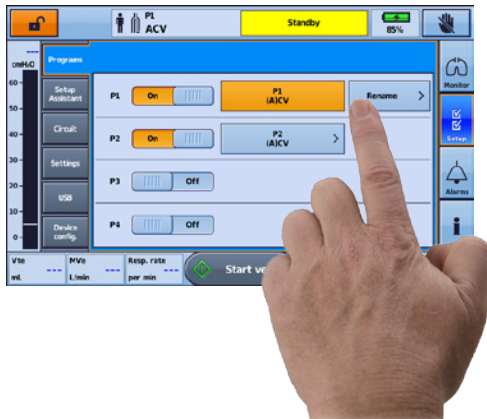 P1
ACV
Standby
85%
---
cmH₂O
60
50
40
30
20
10
0
Programs
Setup
Assistant
Circuit
Settings
USB
Device
config.
P1
On
P1
(A)CV
Rename >
P2
On
P2
(A)CV >
P3
Off
P4
Off
Monitor
Setup
Alarms
i
Vte
---
mL
MVe
---
L/min
Resp. rate
---
per min
Start ve